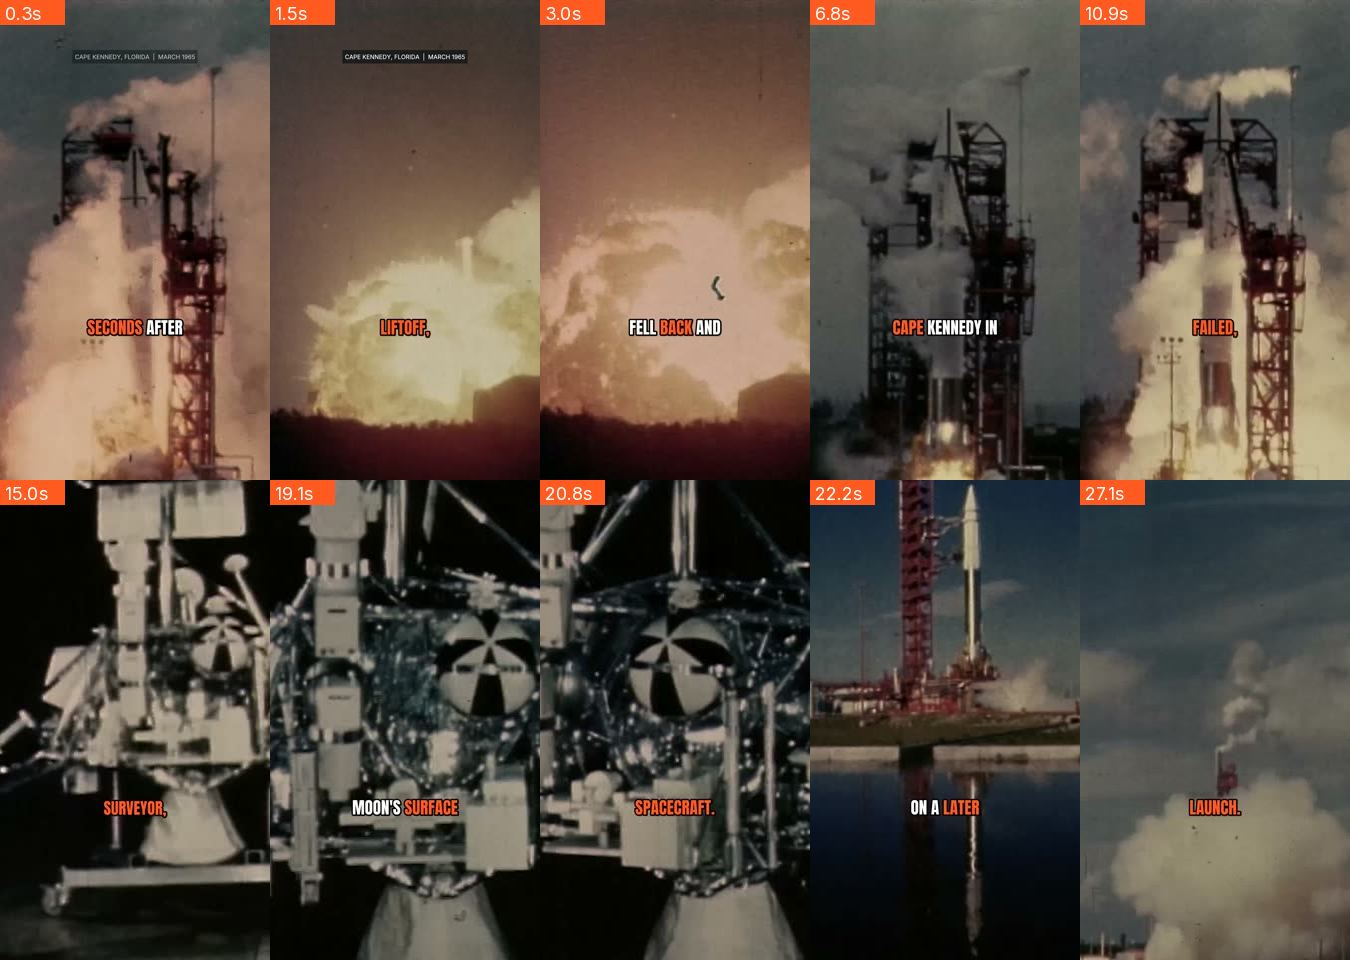 0.3s
CAPE KENNEDY, FLORIDA | MARCH 1965
SECONDS AFTER
1.5s
CAPE KENNEDY, FLORIDA | MARCH 1965
LIFTOFF,
3.0s
FELL BACK AND
6.8s
CAPE KENNEDY IN
10.9s
FAILED,
15.0s
SURVEYOR,
19.1s
MOON'S SURFACE
20.8s
SPACECRAFT.
22.2s
ON A LATER
27.1s
LAUNCH.